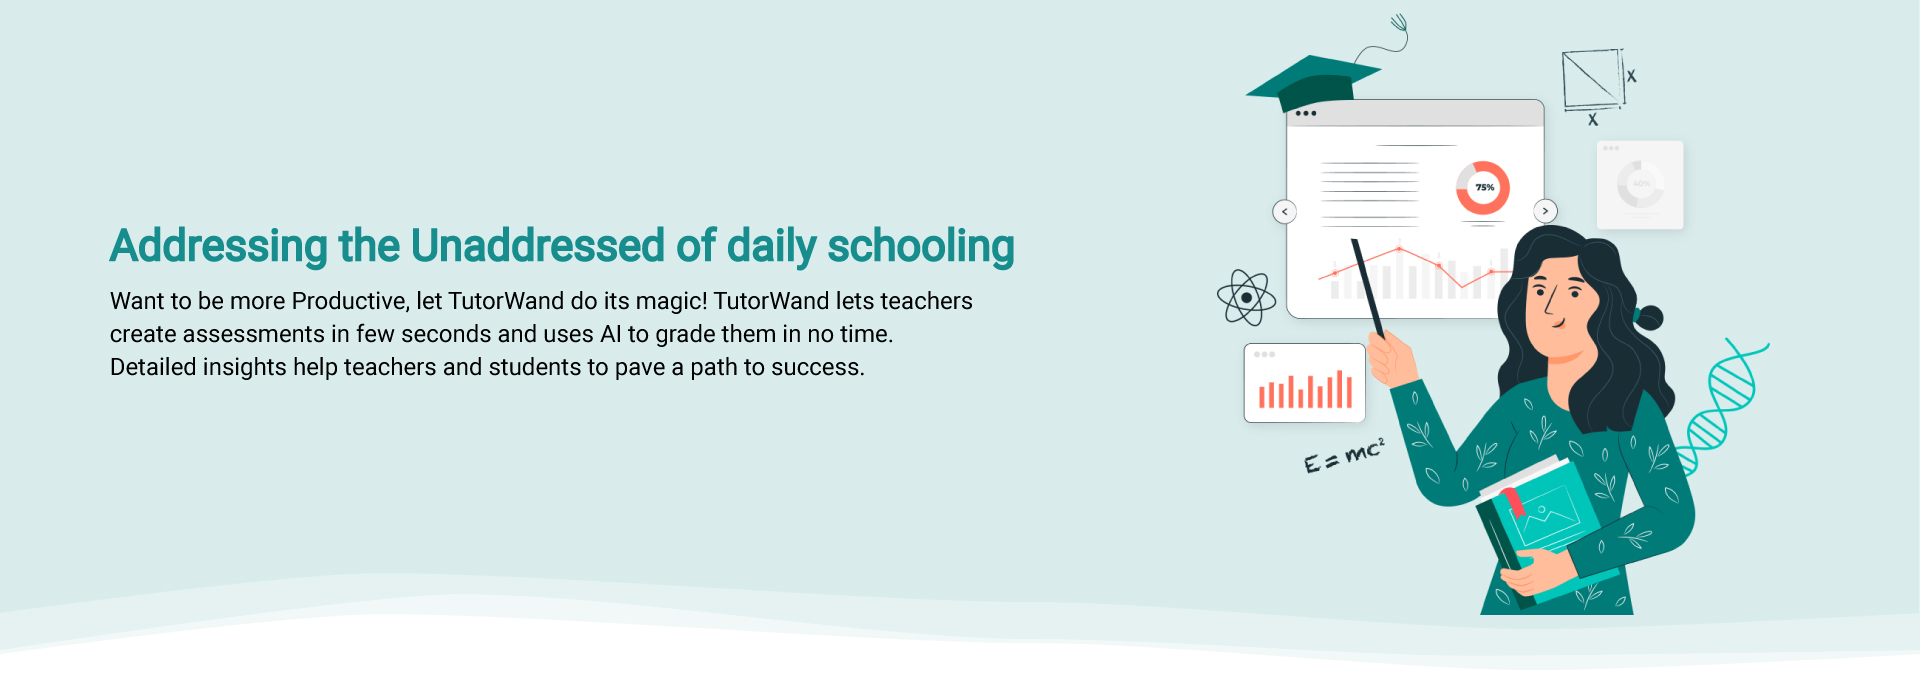 Addressing the Unaddressed of daily schooling
Want to be more Productive, let TutorWand do its magic! TutorWand lets teachers
create assessments in few seconds and uses AI to grade them in no time.
Detailed insights help teachers and students to pave a path to success.
X
X
75%
40%
E = mc²